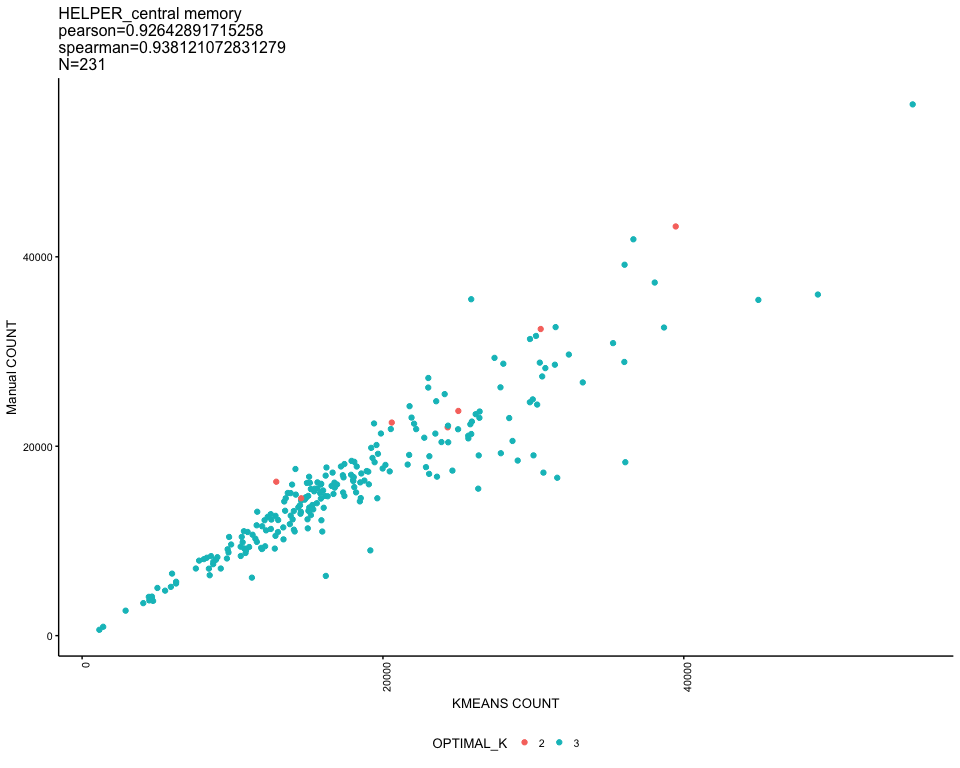 HELPER_central memory
pearson=0.92642891715258
spearman=0.938121072831279
N=231
Manual COUNT
40000
20000
0
0
20000
40000
KMEANS COUNT
OPTIMAL_K 2 3